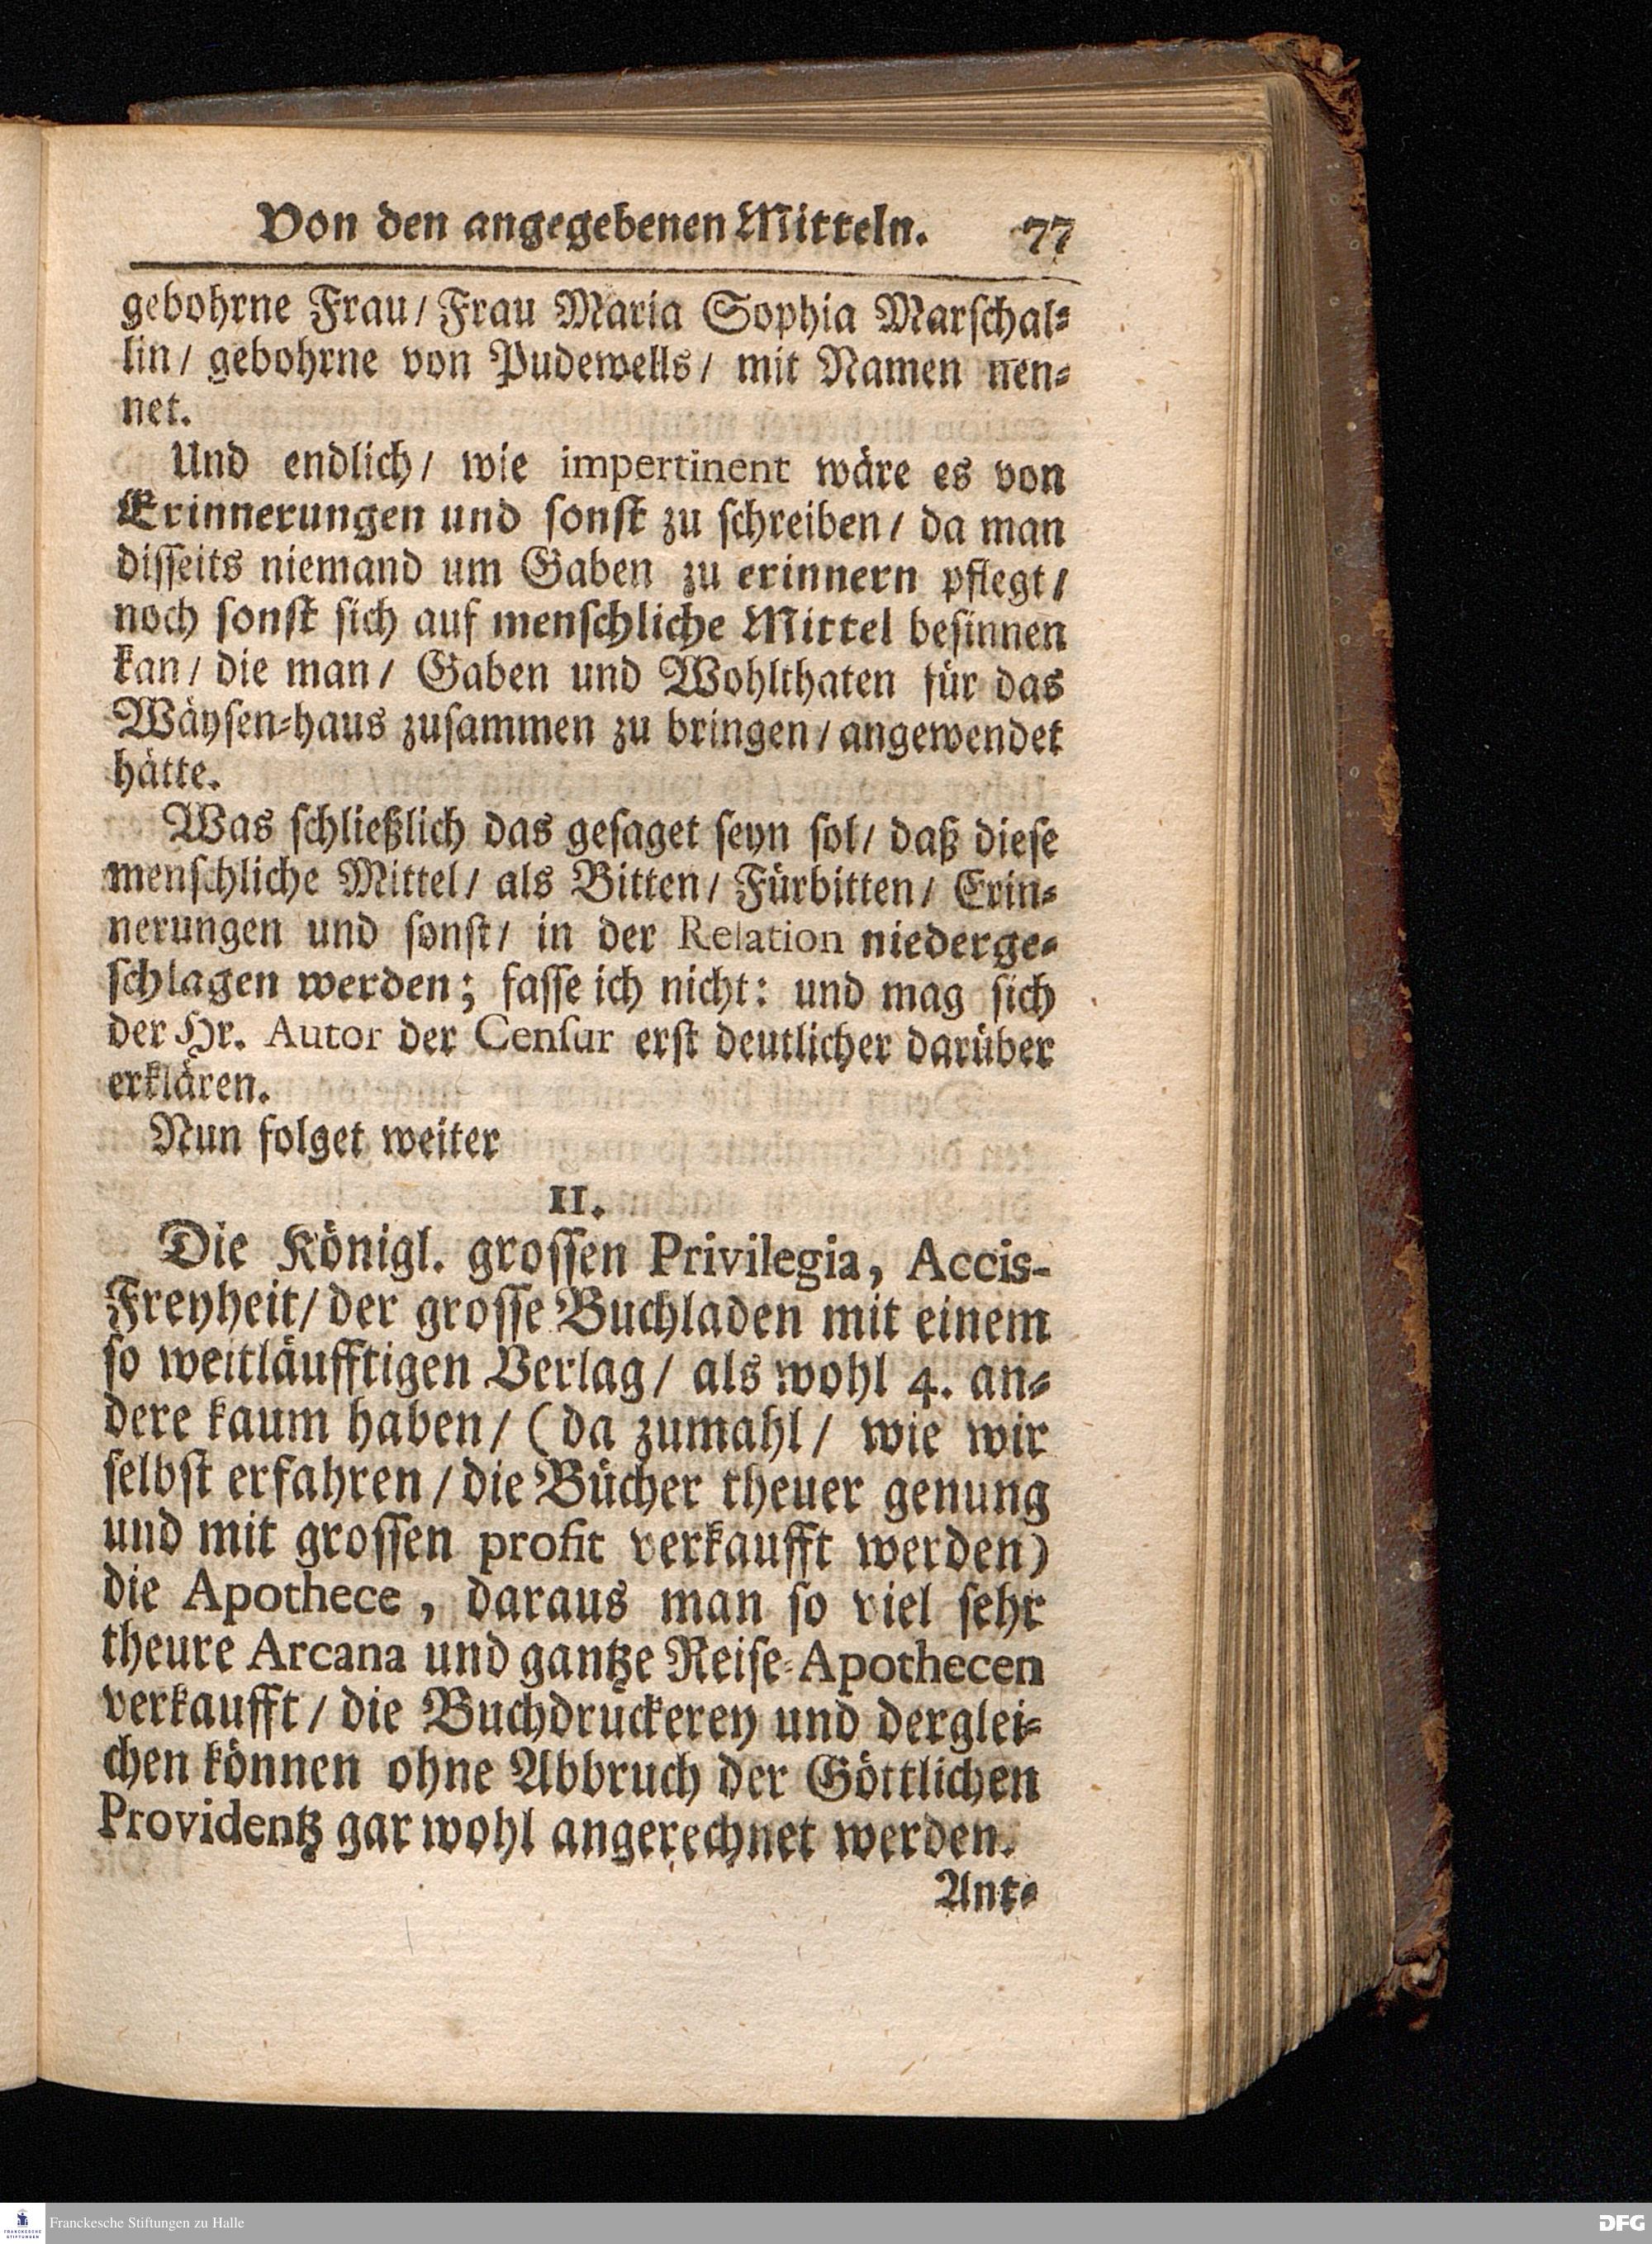 Von den angegebenen Mitteln. 77
gebohrne Frau/ Frau Maria Sophia Marschal-
lin/ gebohrne von Pudewells/ mit Namen nen-
net.
Und endlich/ wie impertinent wäre es von
Erinnerungen und sonst zu schreiben/ da man
disseits niemand um Gaben zu erinnern pflegt/
noch sonst sich auf menschliche Mittel besinnen
kan/ die man/ Gaben und Wohlthaten für das
Wäysen-haus zusammen zu bringen/ angewendet
hätte.
Was schließlich das gesaget seyn sol/ daß diese
menschliche Mittel/ als Bitten/ Fürbitten/ Erin-
nerungen und sonst/ in der Relation niederge-
schlagen werden; fasse ich nicht: und mag sich
der Hr. Autor der Censur erst deutlicher darüber
erklären.
Nun folget weiter
II.
Die Königl. grossen Privilegia, Accis-
Freyheit/ der grosse Buchladen mit einem
so weitläufftigen Verlag/ als wohl 4. an-
dere kaum haben/ (da zumahl/ wie wir
selbst erfahren/ die Bücher theuer genung
und mit grossen profit verkaufft werden)
die Apothece, daraus man so viel sehr
theure Arcana und gantze Reise-Apothecen
verkaufft/ die Buchdruckerey und derglei-
chen können ohne Abbruch der Göttlichen
Providentz gar wohl angerechnet werden.
Ant-
FRANCKESCHE STIFTUNGEN
Franckesche Stiftungen zu Halle
DFG